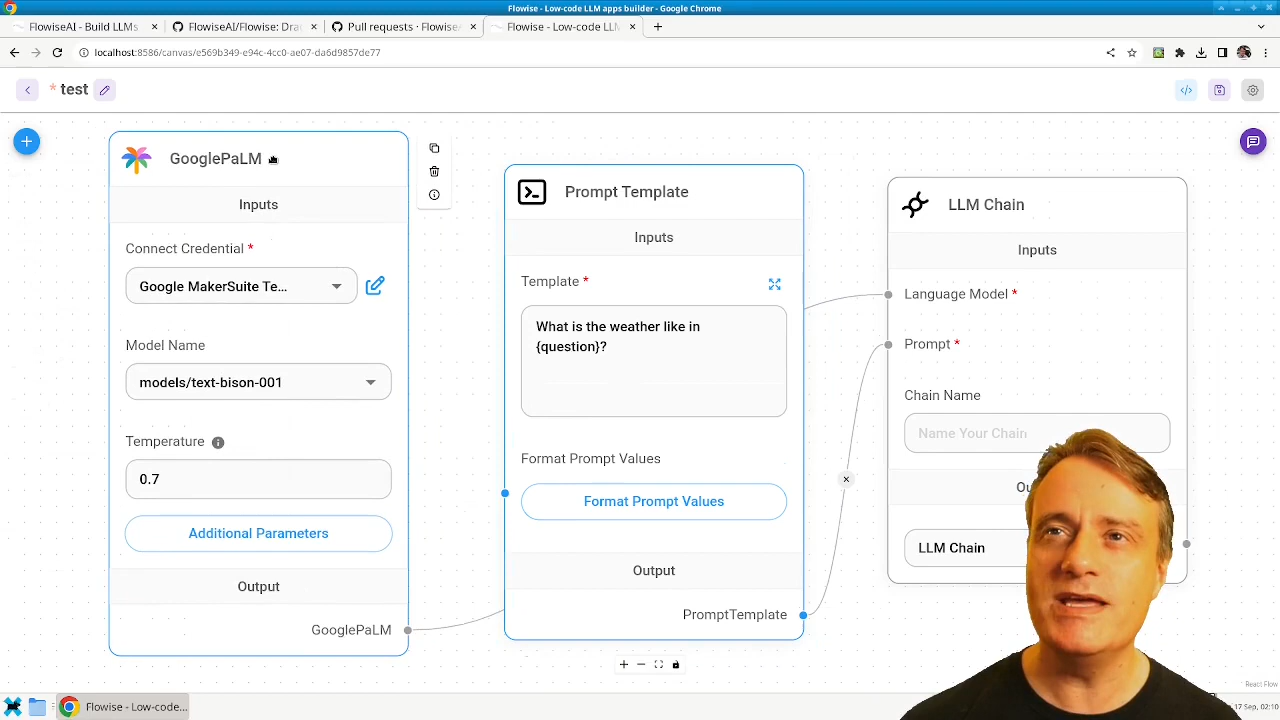 Flowise - Low-code LLM apps builder - Google Chrome
FlowiseAI - Build LLMs
FlowiseAI/Flowise: Dra
Pull requests · Flowise
Flowise - Low-code LLM
localhost:8586/canvas/e569b349-e94c-4cc0-ae07-da6d9857de77
* test
GooglePaLM
Inputs
Connect Credential *
Google MakerSuite Te...
Model Name
models/text-bison-001
Temperature
0.7
Additional Parameters
Output
GooglePaLM
Prompt Template
Inputs
Template *
What is the weather like in
{question}?
Format Prompt Values
Format Prompt Values
Output
PromptTemplate
LLM Chain
Inputs
Language Model *
Prompt *
Chain Name
Name Your Chain
LLM Chain
React Flow
Flowise - Low-code...
17 Sep, 02:10